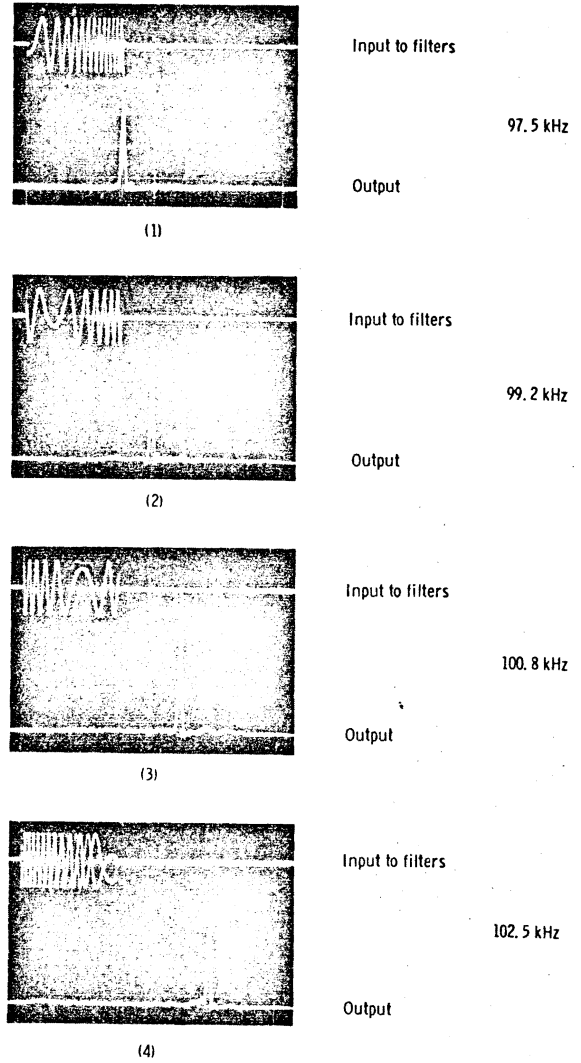 Input to filters
97.5 kHz
Output
(1)
Input to filters
99.2 kHz
Output
(2)
Input to filters
100.8 kHz
Output
(3)
Input to filters
102.5 kHz
Output
(4)